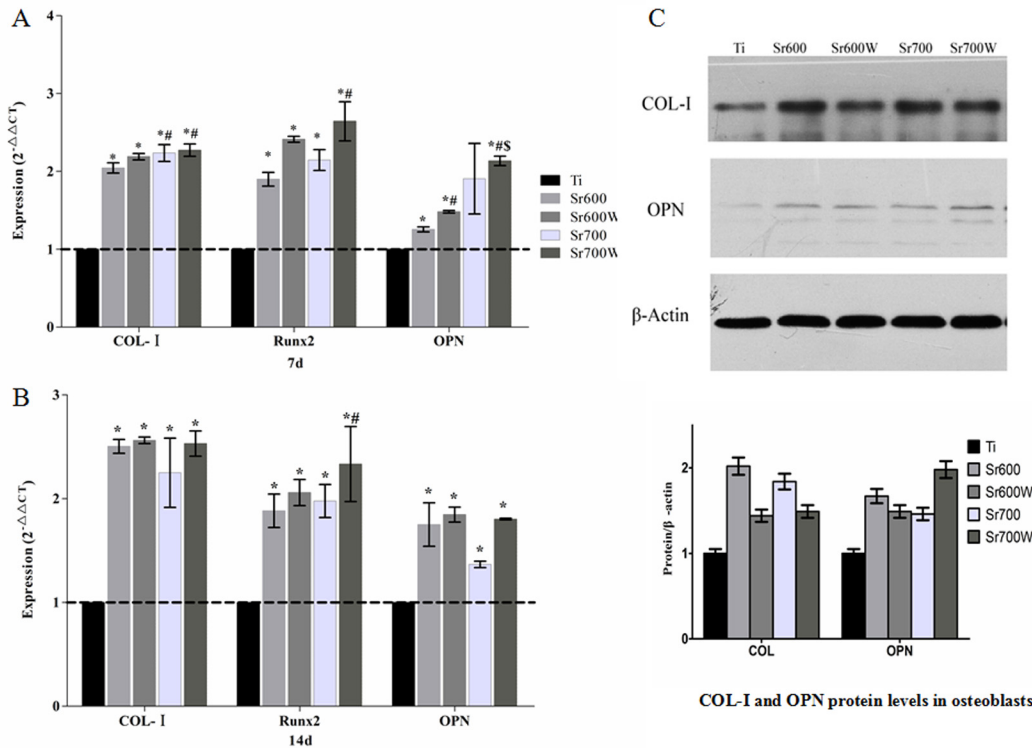 A
Expression (2-△△CT)
4
3
2
1
0
* * *# *#
* * * *#
* *# *#$
COL-Ⅰ Runx2 OPN
7d
Ti
Sr600
Sr600W
Sr700
Sr700W
B
Expression (2-△△CT)
3
2
1
0
* * * *
* * * *#
* * * *
COL-Ⅰ Runx2 OPN
14d
C
Ti Sr600 Sr600W Sr700 Sr700W
COL-I
OPN
β-Actin
Protein/β-actin
2
1
0
COL OPN
Ti
Sr600
Sr600W
Sr700
Sr700W
COL-I and OPN protein levels in osteoblasts